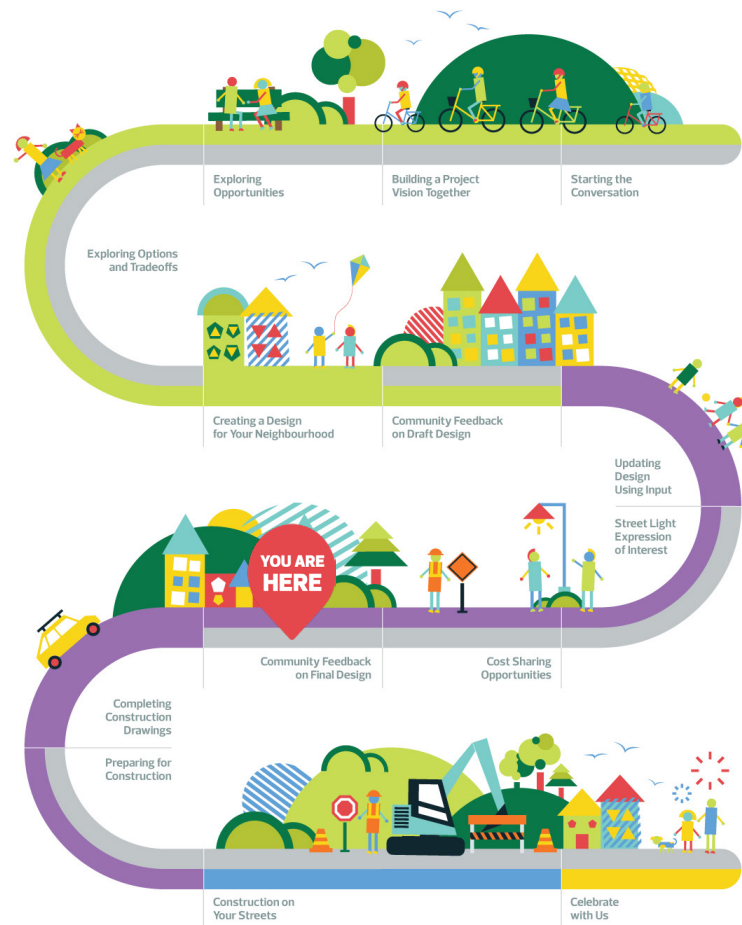 Exploring
Opportunities
Building a Project
Vision Together
Starting the
Conversation
Exploring Options
and Tradeoffs
Creating a Design
for Your Neighbourhood
Community Feedback
on Draft Design
Updating
Design
Using Input
Street Light
Expression
of Interest
YOU ARE
HERE
Community Feedback
on Final Design
Cost Sharing
Opportunities
Completing
Construction
Drawings
Preparing for
Construction
Construction on
Your Streets
Celebrate
with Us